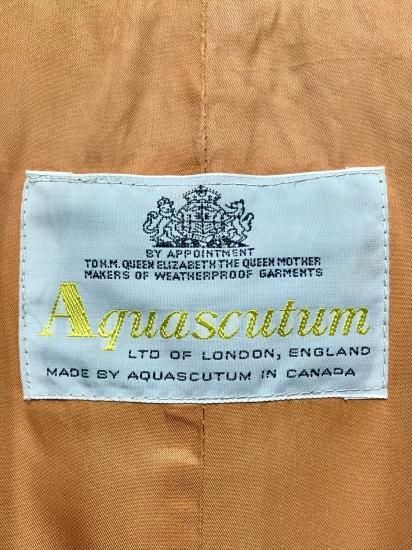 BY APPOINTMENT
TO H.M. QUEEN ELIZABETH THE QUEEN MOTHER
MAKERS OF WEATHERPROOF GARMENTS
Aquascutum
LTD OF LONDON, ENGLAND
MADE BY AQUASCUTUM IN CANADA